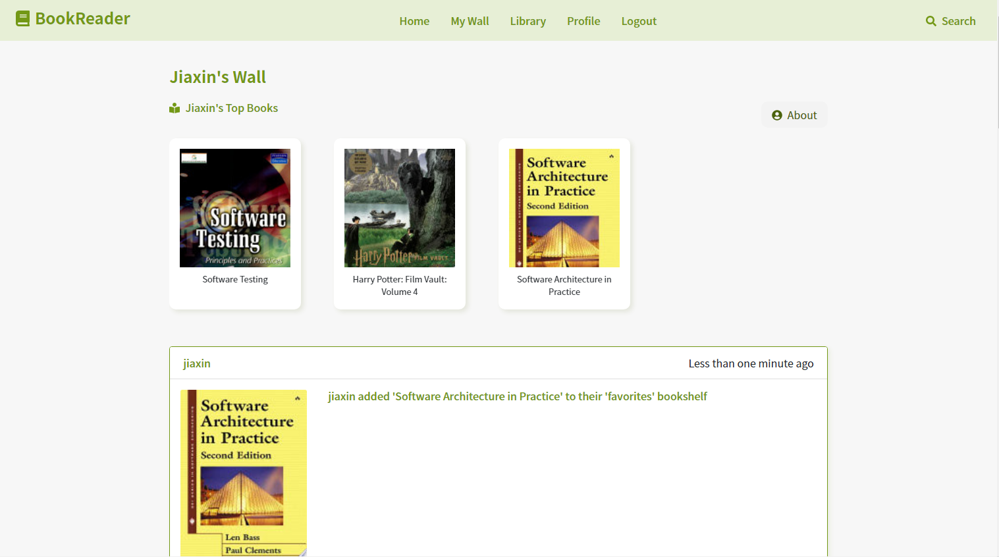 BookReader
Home My Wall Library Profile Logout
Search
Jiaxin's Wall
Jiaxin's Top Books
About
Software
Testing
Principles and Practices
Software Testing
Harry Potter FILM VAULT
Harry Potter: Film Vault:
Volume 4
Software
Architecture
in Practice
Second Edition
Software Architecture in
Practice
jiaxin
Less than one minute ago
Software
Architecture
in Practice
Second Edition
Len Bass
Paul Clements
jiaxin added 'Software Architecture in Practice' to their 'favorites' bookshelf